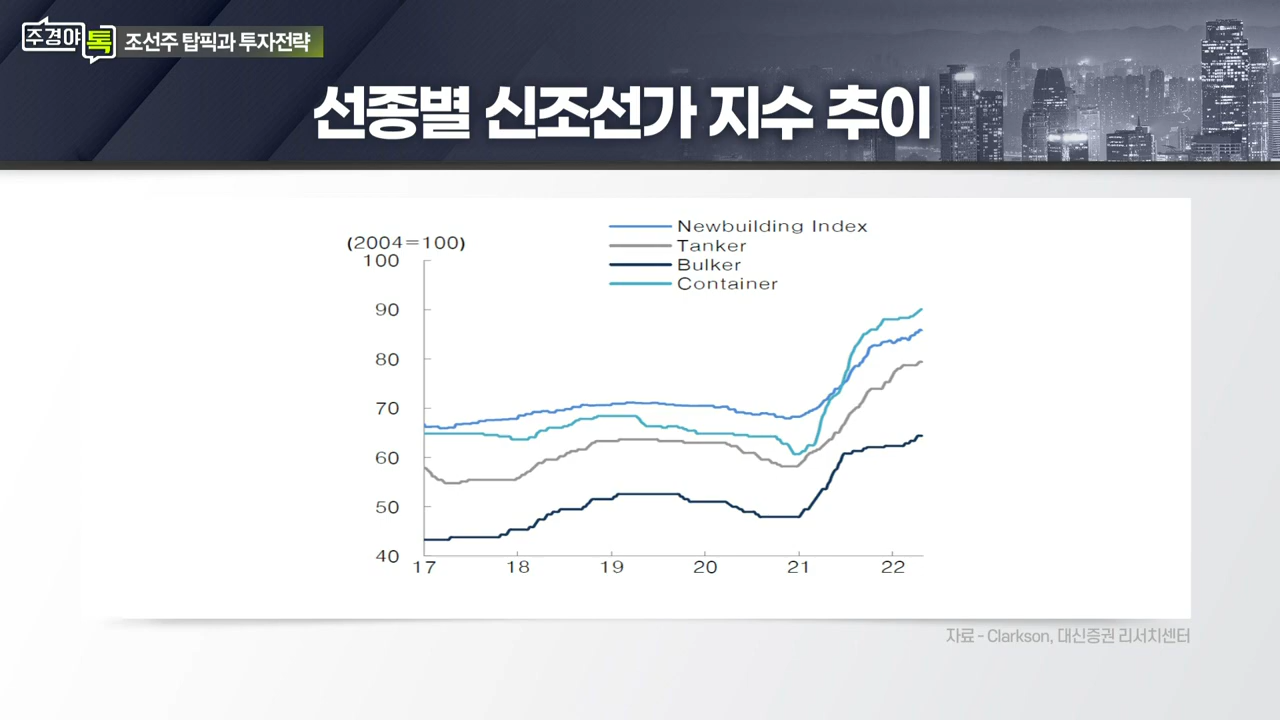 주경야톡 조선주 탑픽과 투자전략
선종별 신조선가 지수 추이
(2004=100)
Newbuilding Index
Tanker
Bulker
Container
100
90
80
70
60
50
40
17 18 19 20 21 22
자료 - Clarkson, 대신증권 리서치센터